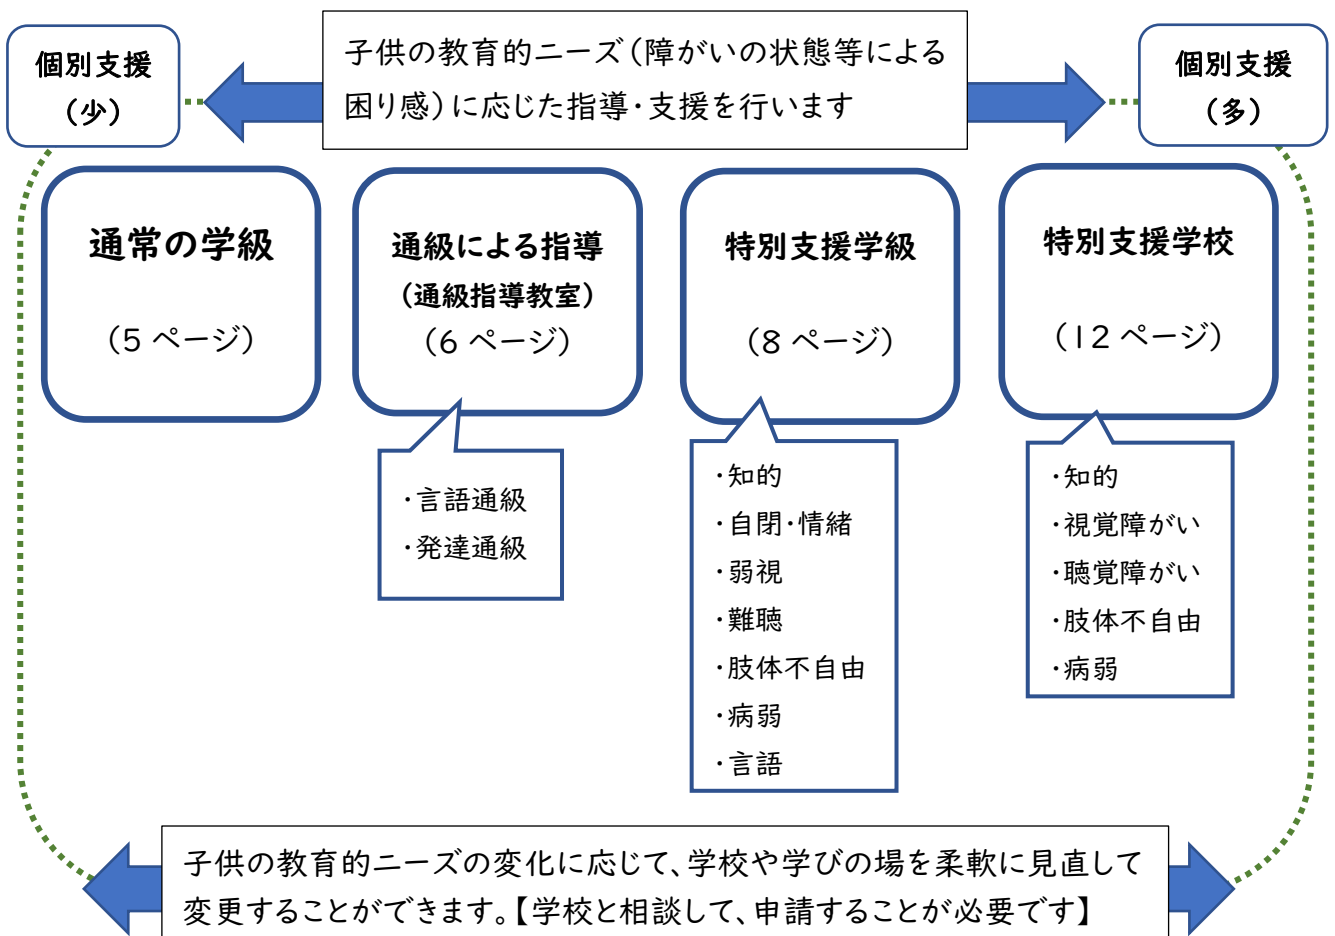 個別支援
（少）
子供の教育的ニーズ（障がいの状態等による
困り感）に応じた指導・支援を行います
個別支援
（多）
通常の学級
（5 ページ）
通級による指導
（通級指導教室）
（6 ページ）
特別支援学級
（8 ページ）
特別支援学校
（12 ページ）
・言語通級
・発達通級
・知的
・自閉・情緒
・弱視
・難聴
・肢体不自由
・病弱
・言語
・知的
・視覚障がい
・聴覚障がい
・肢体不自由
・病弱
子供の教育的ニーズの変化に応じて、学校や学びの場を柔軟に見直して
変更することができます。【学校と相談して、申請することが必要です】